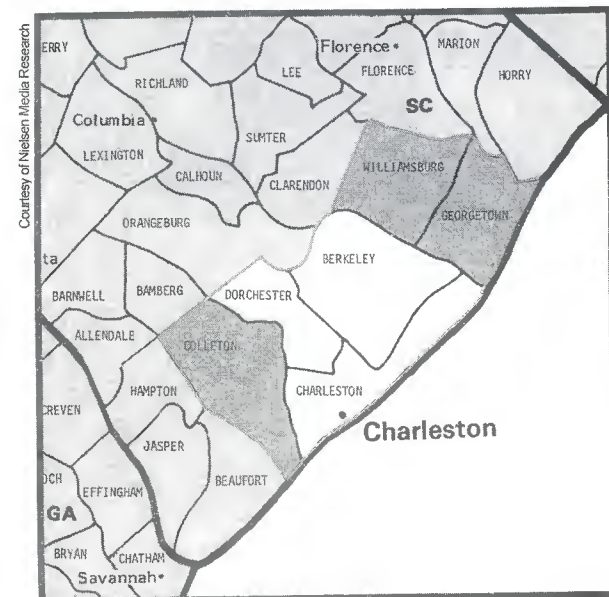 Courtesy of Nielsen Media Research
Florence
MARION
ERRY
LEE
FLORENCE
HORRY
RICHLAND
SC
Columbia
SUMTER
LEXINGTON
WILLIAMSBURG
CALHOUN
CLARENDON
GEORGETOWN
ORANGEBURG
BERKELEY
ta
BARNWELL
BAMBERG
DORCHESTER
ALLENDALE
COLLETON
HAMPTON
CHARLESTON
CREVEN
Charleston
JASPER
OCH
EFFINGHAM
BEAUFORT
GA
BRYAN
CHATHAM
Savannah